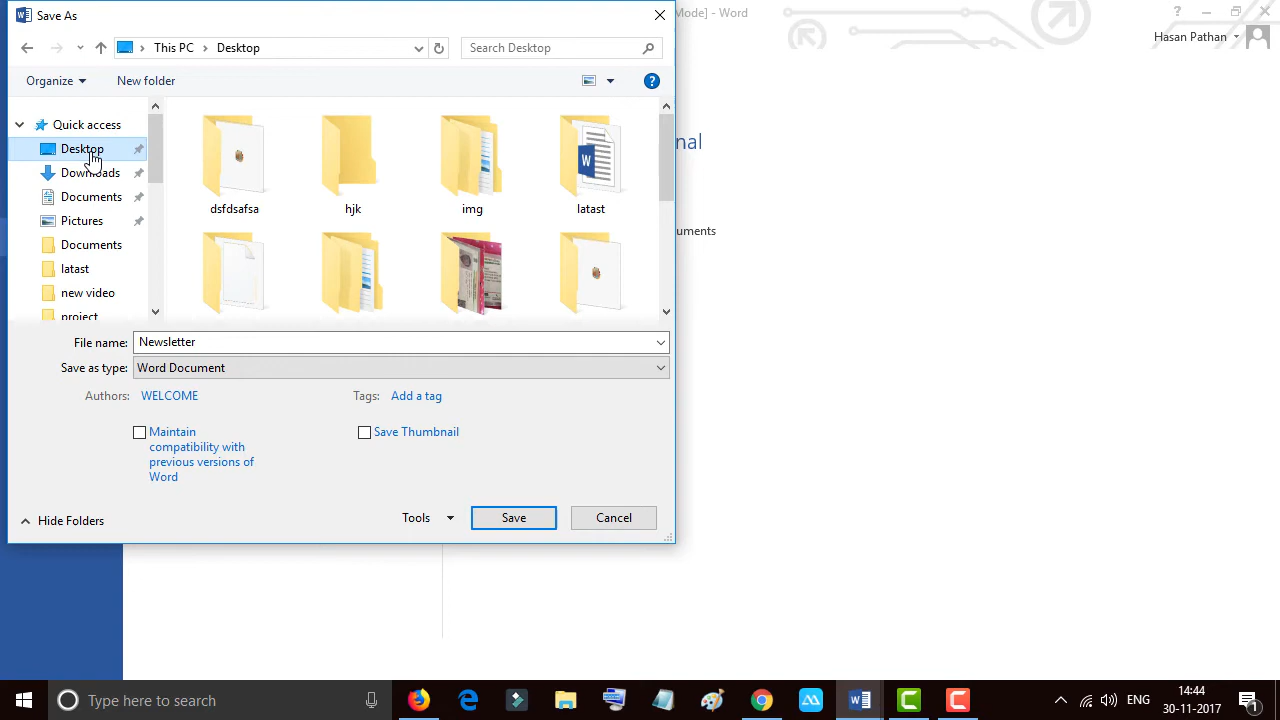 Save As
Mode] - Word
Hasan Pathan
This PC
Desktop
Search Desktop
Organize
New folder
Quick access
Desktop
Downloads
Documents
Pictures
Documents
latast
new video
project
dsfdsafsa
hjk
img
latast
nal
uments
File name:
Newsletter
Save as type:
Word Document
Authors:
WELCOME
Tags:
Add a tag
Maintain
compatibility with
previous versions of
Word
Save Thumbnail
Hide Folders
Tools
Save
Cancel
Type here to search
ENG
14:44
30-11-2017